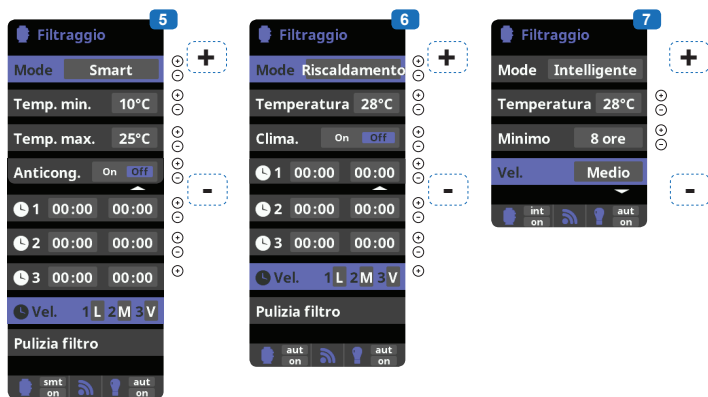 5
Filtraggio
Mode Smart
Temp. min. 10°C
Temp. max. 25°C
Anticong. On Off
1 00:00 00:00
2 00:00 00:00
3 00:00 00:00
Vel. 1 L 2 M 3 V
Pulizia filtro
smt on aut on
+
-
6
Filtraggio
Mode Riscaldamento
Temperatura 28°C
Clima. On Off
1 00:00 00:00
2 00:00 00:00
3 00:00 00:00
Vel. 1 L 2 M 3 V
Pulizia filtro
aut on aut on
+
-
7
Filtraggio
Mode Intelligente
Temperatura 28°C
Minimo 8 ore
Vel. Medio
int on aut on
+
-